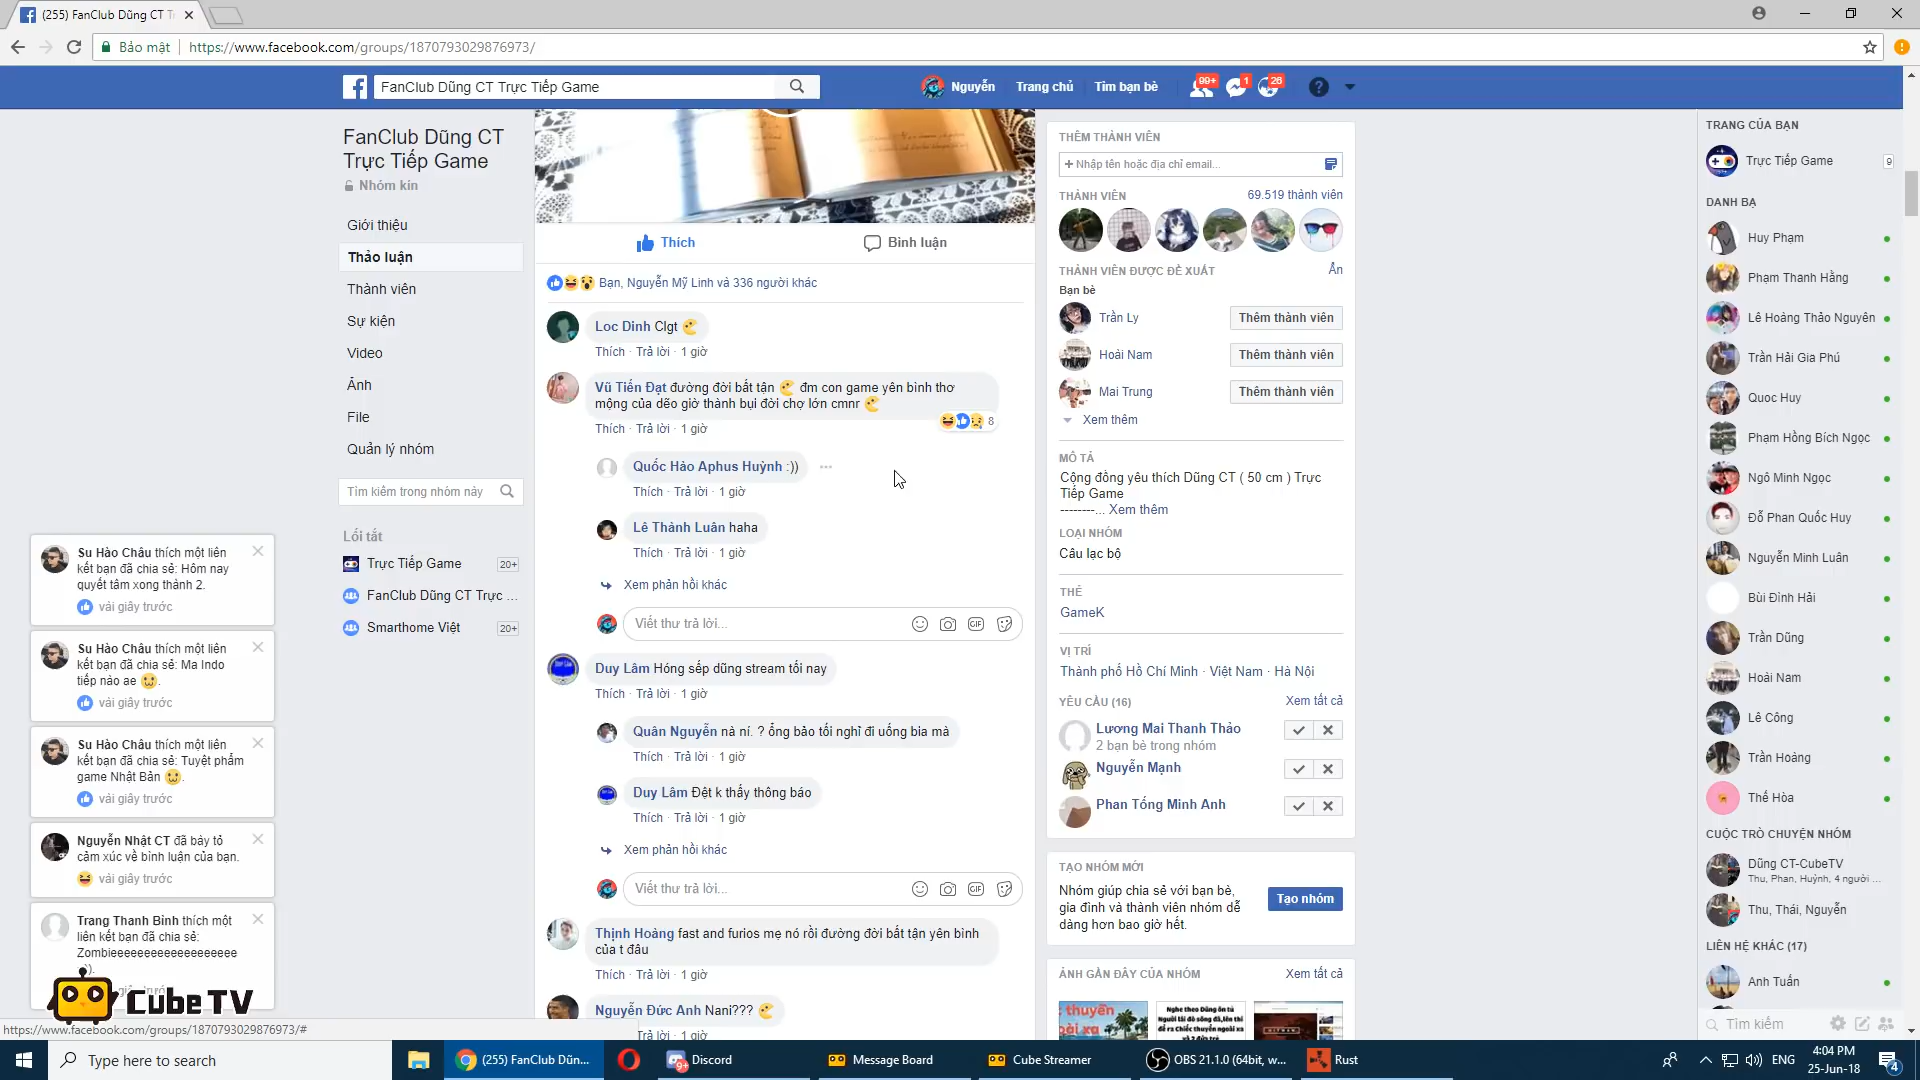 (255) FanClub Dũng CT T
Bảo mật
https://www.facebook.com/groups/1870793029876973/
FanClub Dũng CT Trực Tiếp Game
Nguyễn
Trang chủ
Tìm bạn bè
99+
1
26
FanClub Dũng CT
Trực Tiếp Game
Nhóm kín
Giới thiệu
Thảo luận
Thành viên
Sự kiện
Video
Ảnh
File
Quản lý nhóm
Tìm kiếm trong nhóm này
Lối tắt
Trực Tiếp Game 20+
FanClub Dũng CT Trực ...
Smarthome Việt 20+
Su Hào Châu thích một liên
kết bạn đã chia sẻ: Hôm nay
quyết tâm xong thành 2.
vài giây trước
Su Hào Châu thích một liên
kết bạn đã chia sẻ: Ma Indo
tiếp nào ae
vài giây trước
Su Hào Châu thích một liên
kết bạn đã chia sẻ: Tuyệt phẩm
game Nhật Bản
vài giây trước
Nguyễn Nhật CT đã bày tỏ
cảm xúc về bình luận của bạn.
vài giây trước
Trang Thanh Bình thích một
liên kết bạn đã chia sẻ:
Zombieeeeeeeeeeeeeeeeeee
Cube TV
https://www.facebook.com/groups/1870793029876973/#
Thích
Bình luận
Bạn, Nguyễn Mỹ Linh và 336 người khác
Loc Dinh Clgt
Thích · Trả lời · 1 giờ
Vũ Tiến Đạt đường đời bất tận đm con game yên bình thơ
mộng của dẽo giờ thành bụi đời chợ lớn cmnr
8
Thích · Trả lời · 1 giờ
Quốc Hào Aphus Huỳnh :))
Thích · Trả lời · 1 giờ
Lê Thành Luân haha
Thích · Trả lời · 1 giờ
Xem phản hồi khác
Viết thư trả lời...
Duy Lâm Hóng sếp dũng stream tối nay
Thích · Trả lời · 1 giờ
Quân Nguyễn nà ní. ? ổng bảo tối nghỉ đi uống bia mà
Thích · Trả lời · 1 giờ
Duy Lâm Đệt k thấy thông báo
Thích · Trả lời · 1 giờ
Xem phản hồi khác
Viết thư trả lời...
Thịnh Hoàng fast and furios mẹ nó rồi đường đời bất tận yên bình
của t đâu
Thích · Trả lời · 1 giờ
Nguyễn Đức Anh Nani???
Trả lời · 1 giờ
THÊM THÀNH VIÊN
+ Nhập tên hoặc địa chỉ email...
THÀNH VIÊN
69.519 thành viên
THÀNH VIÊN ĐƯỢC ĐỀ XUẤT
Ẩn
Bạn bè
Trần Ly
Thêm thành viên
Hoài Nam
Thêm thành viên
Mai Trung
Thêm thành viên
Xem thêm
MÔ TẢ
Cộng đồng yêu thích Dũng CT ( 50 cm ) Trực
Tiếp Game
--------... Xem thêm
LOẠI NHÓM
Câu lạc bộ
THẺ
GameK
VỊ TRÍ
Thành phố Hồ Chí Minh · Việt Nam · Hà Nội
YÊU CẦU (16)
Xem tất cả
Lương Mai Thanh Thảo
2 bạn bè trong nhóm
Nguyễn Mạnh
Phan Tống Minh Anh
TẠO NHÓM MỚI
Nhóm giúp chia sẻ với bạn bè,
gia đình và thành viên nhóm dễ
dàng hơn bao giờ hết.
Tạo nhóm
ẢNH GẦN ĐÂY CỦA NHÓM
Xem tất cả
TRANG CỦA BẠN
Trực Tiếp Game 9
DANH BẠ
Huy Phạm
Phạm Thanh Hằng
Lê Hoàng Thảo Nguyên
Trần Hải Gia Phú
Quoc Huy
Phạm Hồng Bích Ngọc
Ngô Minh Ngọc
Đỗ Phan Quốc Huy
Nguyễn Minh Luân
Bùi Đình Hải
Trần Dũng
Hoài Nam
Lê Công
Trần Hoàng
Thế Hòa
CUỘC TRÒ CHUYỆN NHÓM
Dũng CT-CubeTV
Thu, Phan, Huỳnh, 4 người ...
Thu, Thái, Nguyễn
LIÊN HỆ KHÁC (17)
Anh Tuấn
Tìm kiếm
Type here to search
(255) FanClub Dũn...
9+
Discord
Message Board
Cube Streamer
OBS 21.1.0 (64bit, w...
Rust
ENG
4:04 PM
25-Jun-18
4